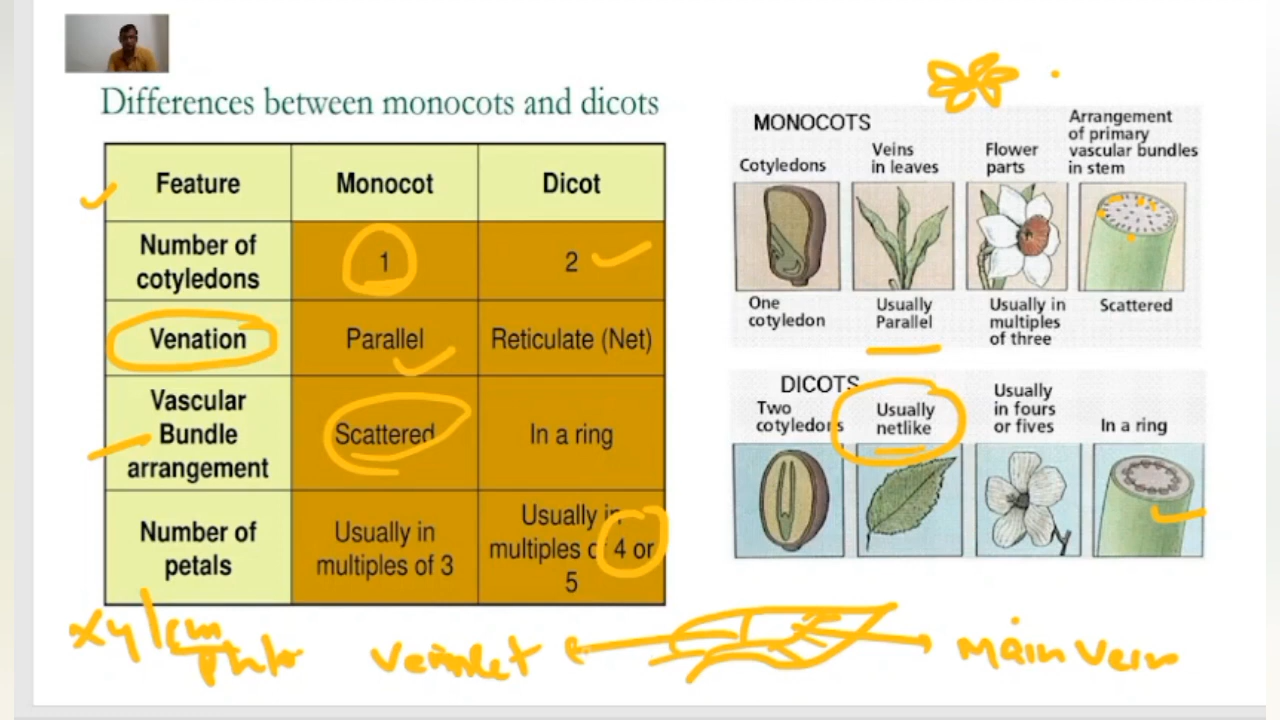 Differences between monocots and dicots
Feature
Monocot
Dicot
Number of
cotyledons
1
2
Venation
Parallel
Reticulate (Net)
Vascular
Bundle
arrangement
Scattered
In a ring
Number of
petals
Usually in
multiples of 3
Usually in
multiples of 4 or
5
MONOCOTS
Cotyledons
Veins
in leaves
Flower
parts
Arrangement
of primary
vascular bundles
in stem
One
cotyledon
Usually
Parallel
Usually in
multiples
of three
Scattered
DICOTS
Two
cotyledons
Usually
netlike
Usually
in fours
or fives
In a ring
xylem
veinlet
main vein